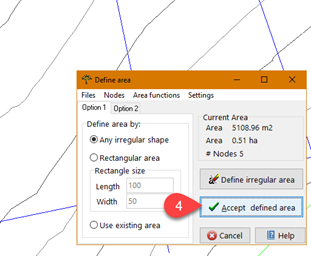 Define area
Files Nodes Area functions Settings
Option 1 Option 2
Define area by:
Any irregular shape
Rectangular area
Rectangle size
Length 100
Width 50
Use existing area
Current Area
Area 5108.96 m2
Area 0.51 ha
# Nodes 5
Define irregular area
4
Accept defined area
Cancel
Help